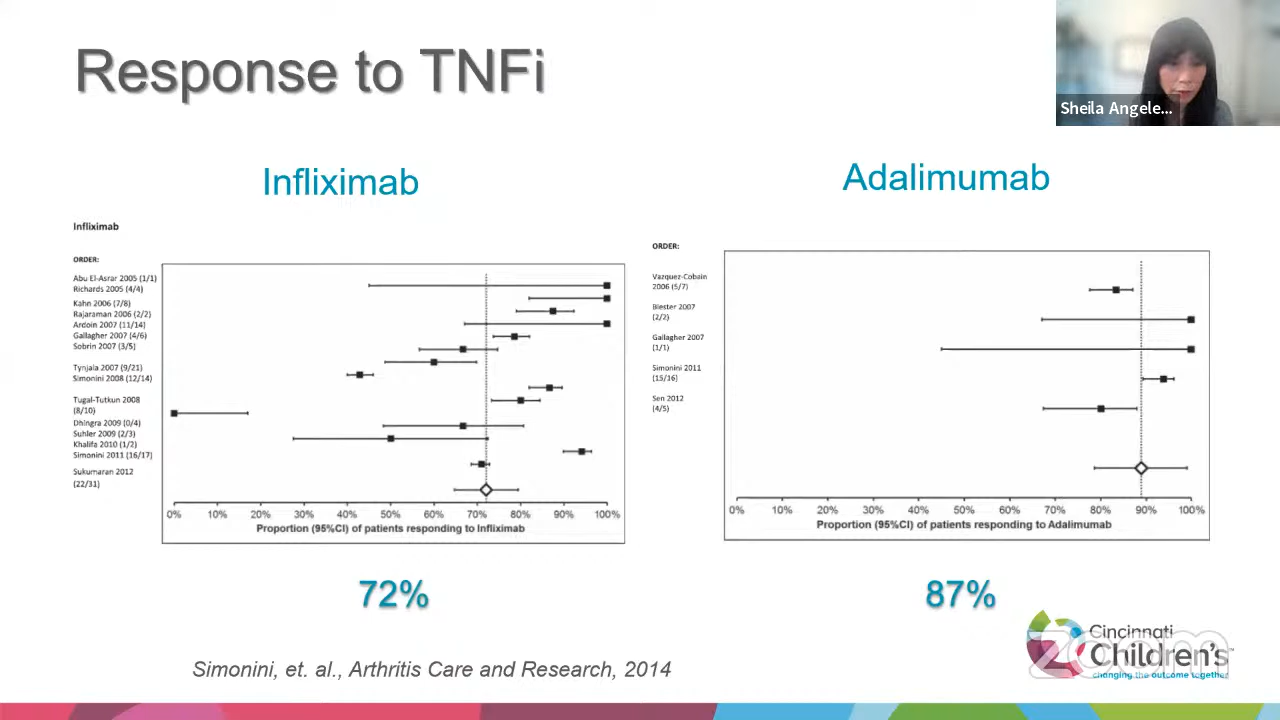 Response to TNFi
Sheila Angele...
Infliximab
Adalimumab
Infliximab
ORDER:
Abu El-Asrar 2005 (1/1)
Richards 2005 (4/4)
Kahn 2006 (7/8)
Rajaraman 2006 (2/2)
Ardoin 2007 (11/14)
Gallagher 2007 (4/6)
Sobrin 2007 (3/5)
Tynjala 2007 (9/21)
Simonini 2008 (12/14)
Tugal-Tutkun 2008
(8/10)
Dhingra 2009 (0/4)
Suhler 2009 (2/3)
Khalifa 2010 (1/2)
Simonini 2011 (16/17)
Sukumaran 2012
(22/31)
0% 10% 20% 30% 40% 50% 60% 70% 80% 90% 100%
Proportion (95%CI) of patients responding to Infliximab
ORDER:
Vazquez-Cobain
2006 (5/7)
Biester 2007
(2/2)
Gallagher 2007
(1/1)
Simonini 2011
(15/16)
Sen 2012
(4/5)
0% 10% 20% 30% 40% 50% 60% 70% 80% 90% 100%
Proportion (95%CI) of patients responding to Adalimumab
72%
87%
Simonini, et. al., Arthritis Care and Research, 2014
Cincinnati
Children's™
changing the outcome together
zoom